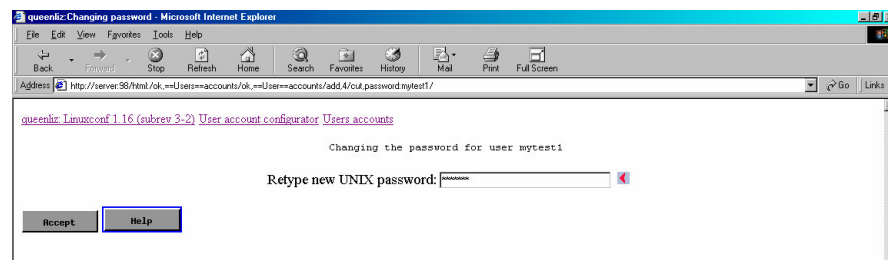 queenliz:Changing password - Microsoft Internet Explorer
File Edit View Favorites Tools Help
Back Forward Stop Refresh Home Search Favorites History Mail Print Full Screen
Address http://server:98/html:/ok,==Users==accounts/ok,==User==accounts/add,4/cut,password:mytest1/ Go Links
queenliz: Linuxconf 1.16 (subrev 3-2) User account configurator Users accounts
Changing the password for user mytest1
Retype new UNIX password: *******
Accept Help